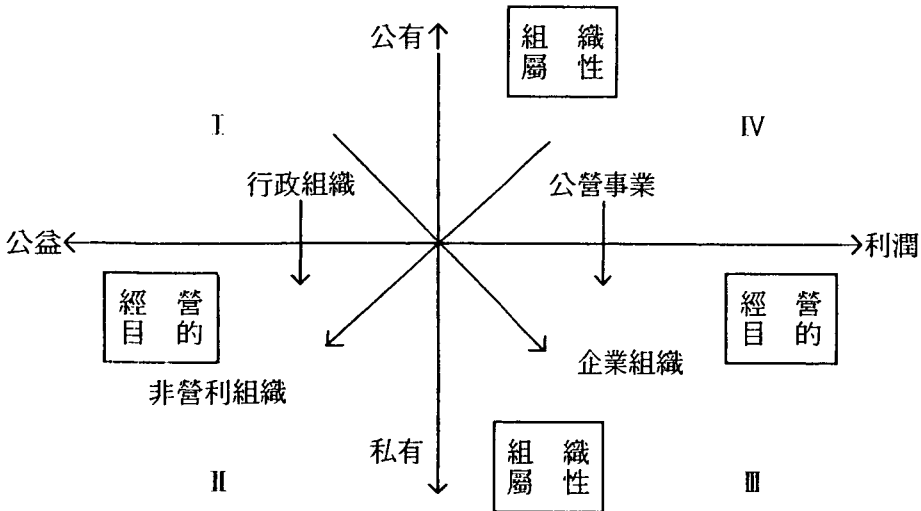 公有
組 織
屬 性
Ⅰ
Ⅳ
行政組織
公營事業
公益
利潤
經 營
目 的
經 營
目 的
非營利組織
企業組織
私有
組 織
屬 性
Ⅱ
Ⅲ